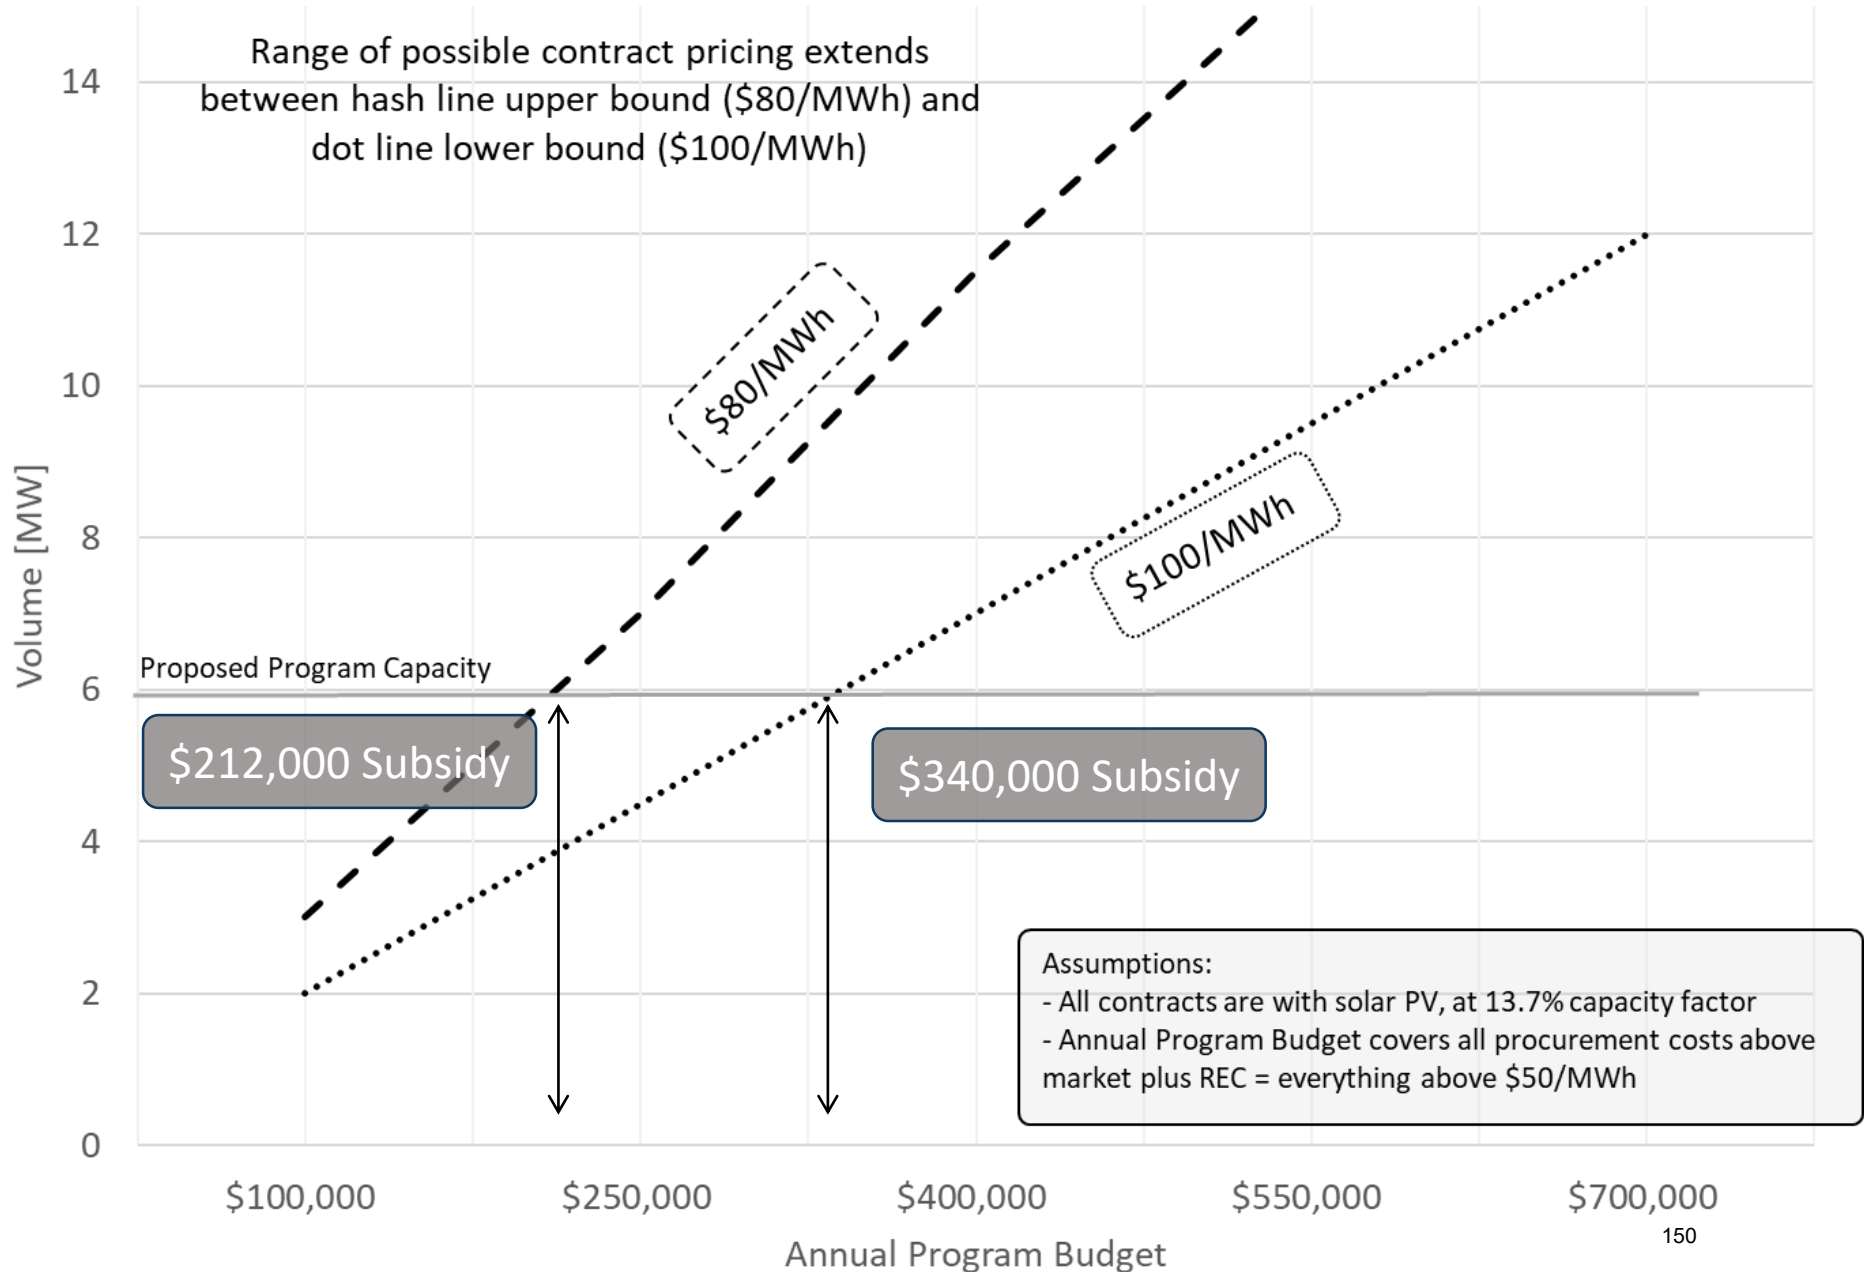 Range of possible contract pricing extends
between hash line upper bound ($80/MWh) and
dot line lower bound ($100/MWh)
14
12
10
8
6
4
2
0
Volume [MW]
$80/MWh
$100/MWh
Proposed Program Capacity
$212,000 Subsidy
$340,000 Subsidy
Assumptions:
- All contracts are with solar PV, at 13.7% capacity factor
- Annual Program Budget covers all procurement costs above
market plus REC = everything above $50/MWh
$100,000
$250,000
$400,000
$550,000
$700,000
150
Annual Program Budget